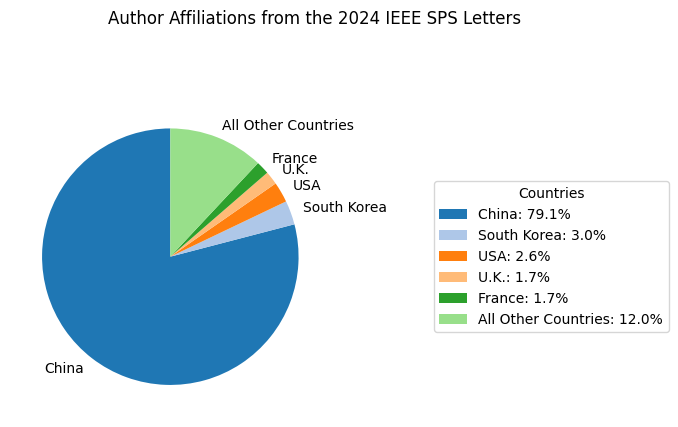 Author Affiliations from the 2024 IEEE SPS Letters
All Other Countries
France
U.K.
USA
South Korea
China
Countries
China: 79.1%
South Korea: 3.0%
USA: 2.6%
U.K.: 1.7%
France: 1.7%
All Other Countries: 12.0%